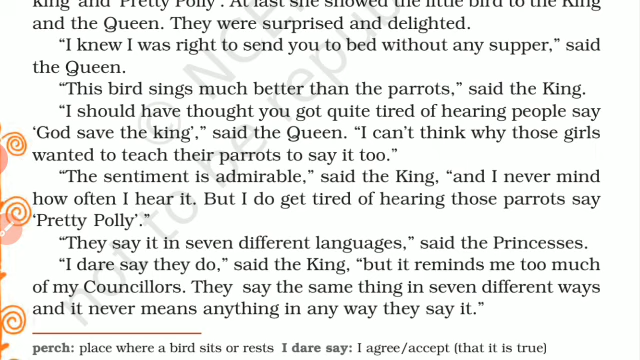 king' and 'Pretty Polly'. At last she showed the little bird to the King
and the Queen. They were surprised and delighted.
“I knew I was right to send you to bed without any supper,” said
the Queen.
“This bird sings much better than the parrots,” said the King.
“I should have thought you got quite tired of hearing people say
‘God save the king’,” said the Queen. “I can’t think why those girls
wanted to teach their parrots to say it too.”
“The sentiment is admirable,” said the King, “and I never mind
how often I hear it. But I do get tired of hearing those parrots say
‘Pretty Polly’.”
“They say it in seven different languages,” said the Princesses.
“I dare say they do,” said the King, “but it reminds me too much
of my Councillors. They say the same thing in seven different ways
and it never means anything in any way they say it.”
perch: place where a bird sits or rests I dare say: I agree/accept (that it is true)